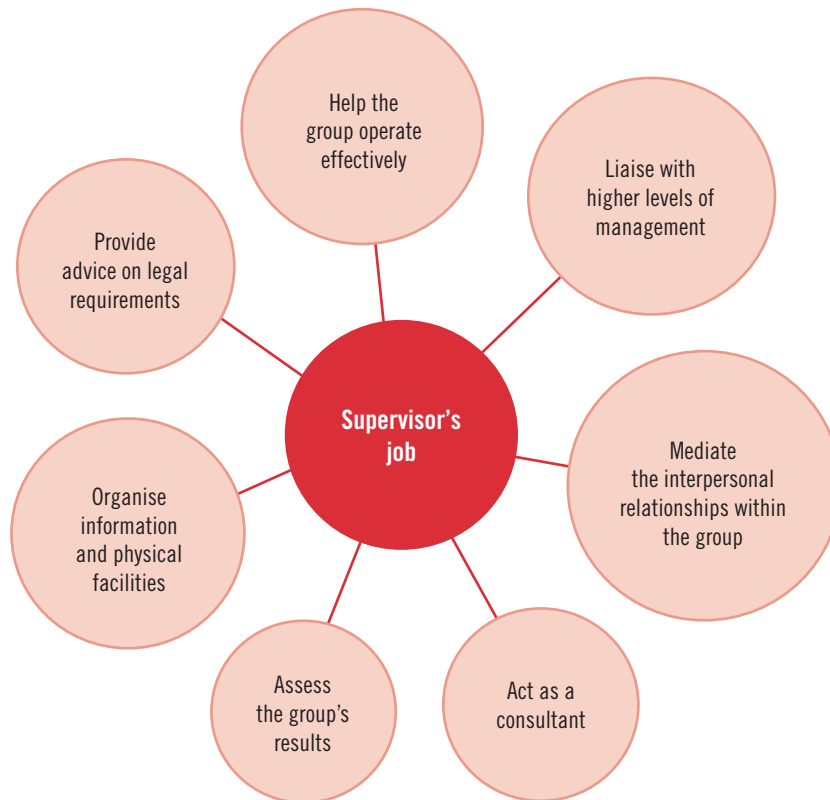 Help the
group operate
effectively
Liaise with
higher levels of
management
Provide
advice on legal
requirements
Supervisor’s
job
Mediate
the interpersonal
relationships within
the group
Organise
information
and physical
facilities
Assess
the group’s
results
Act as a
consultant